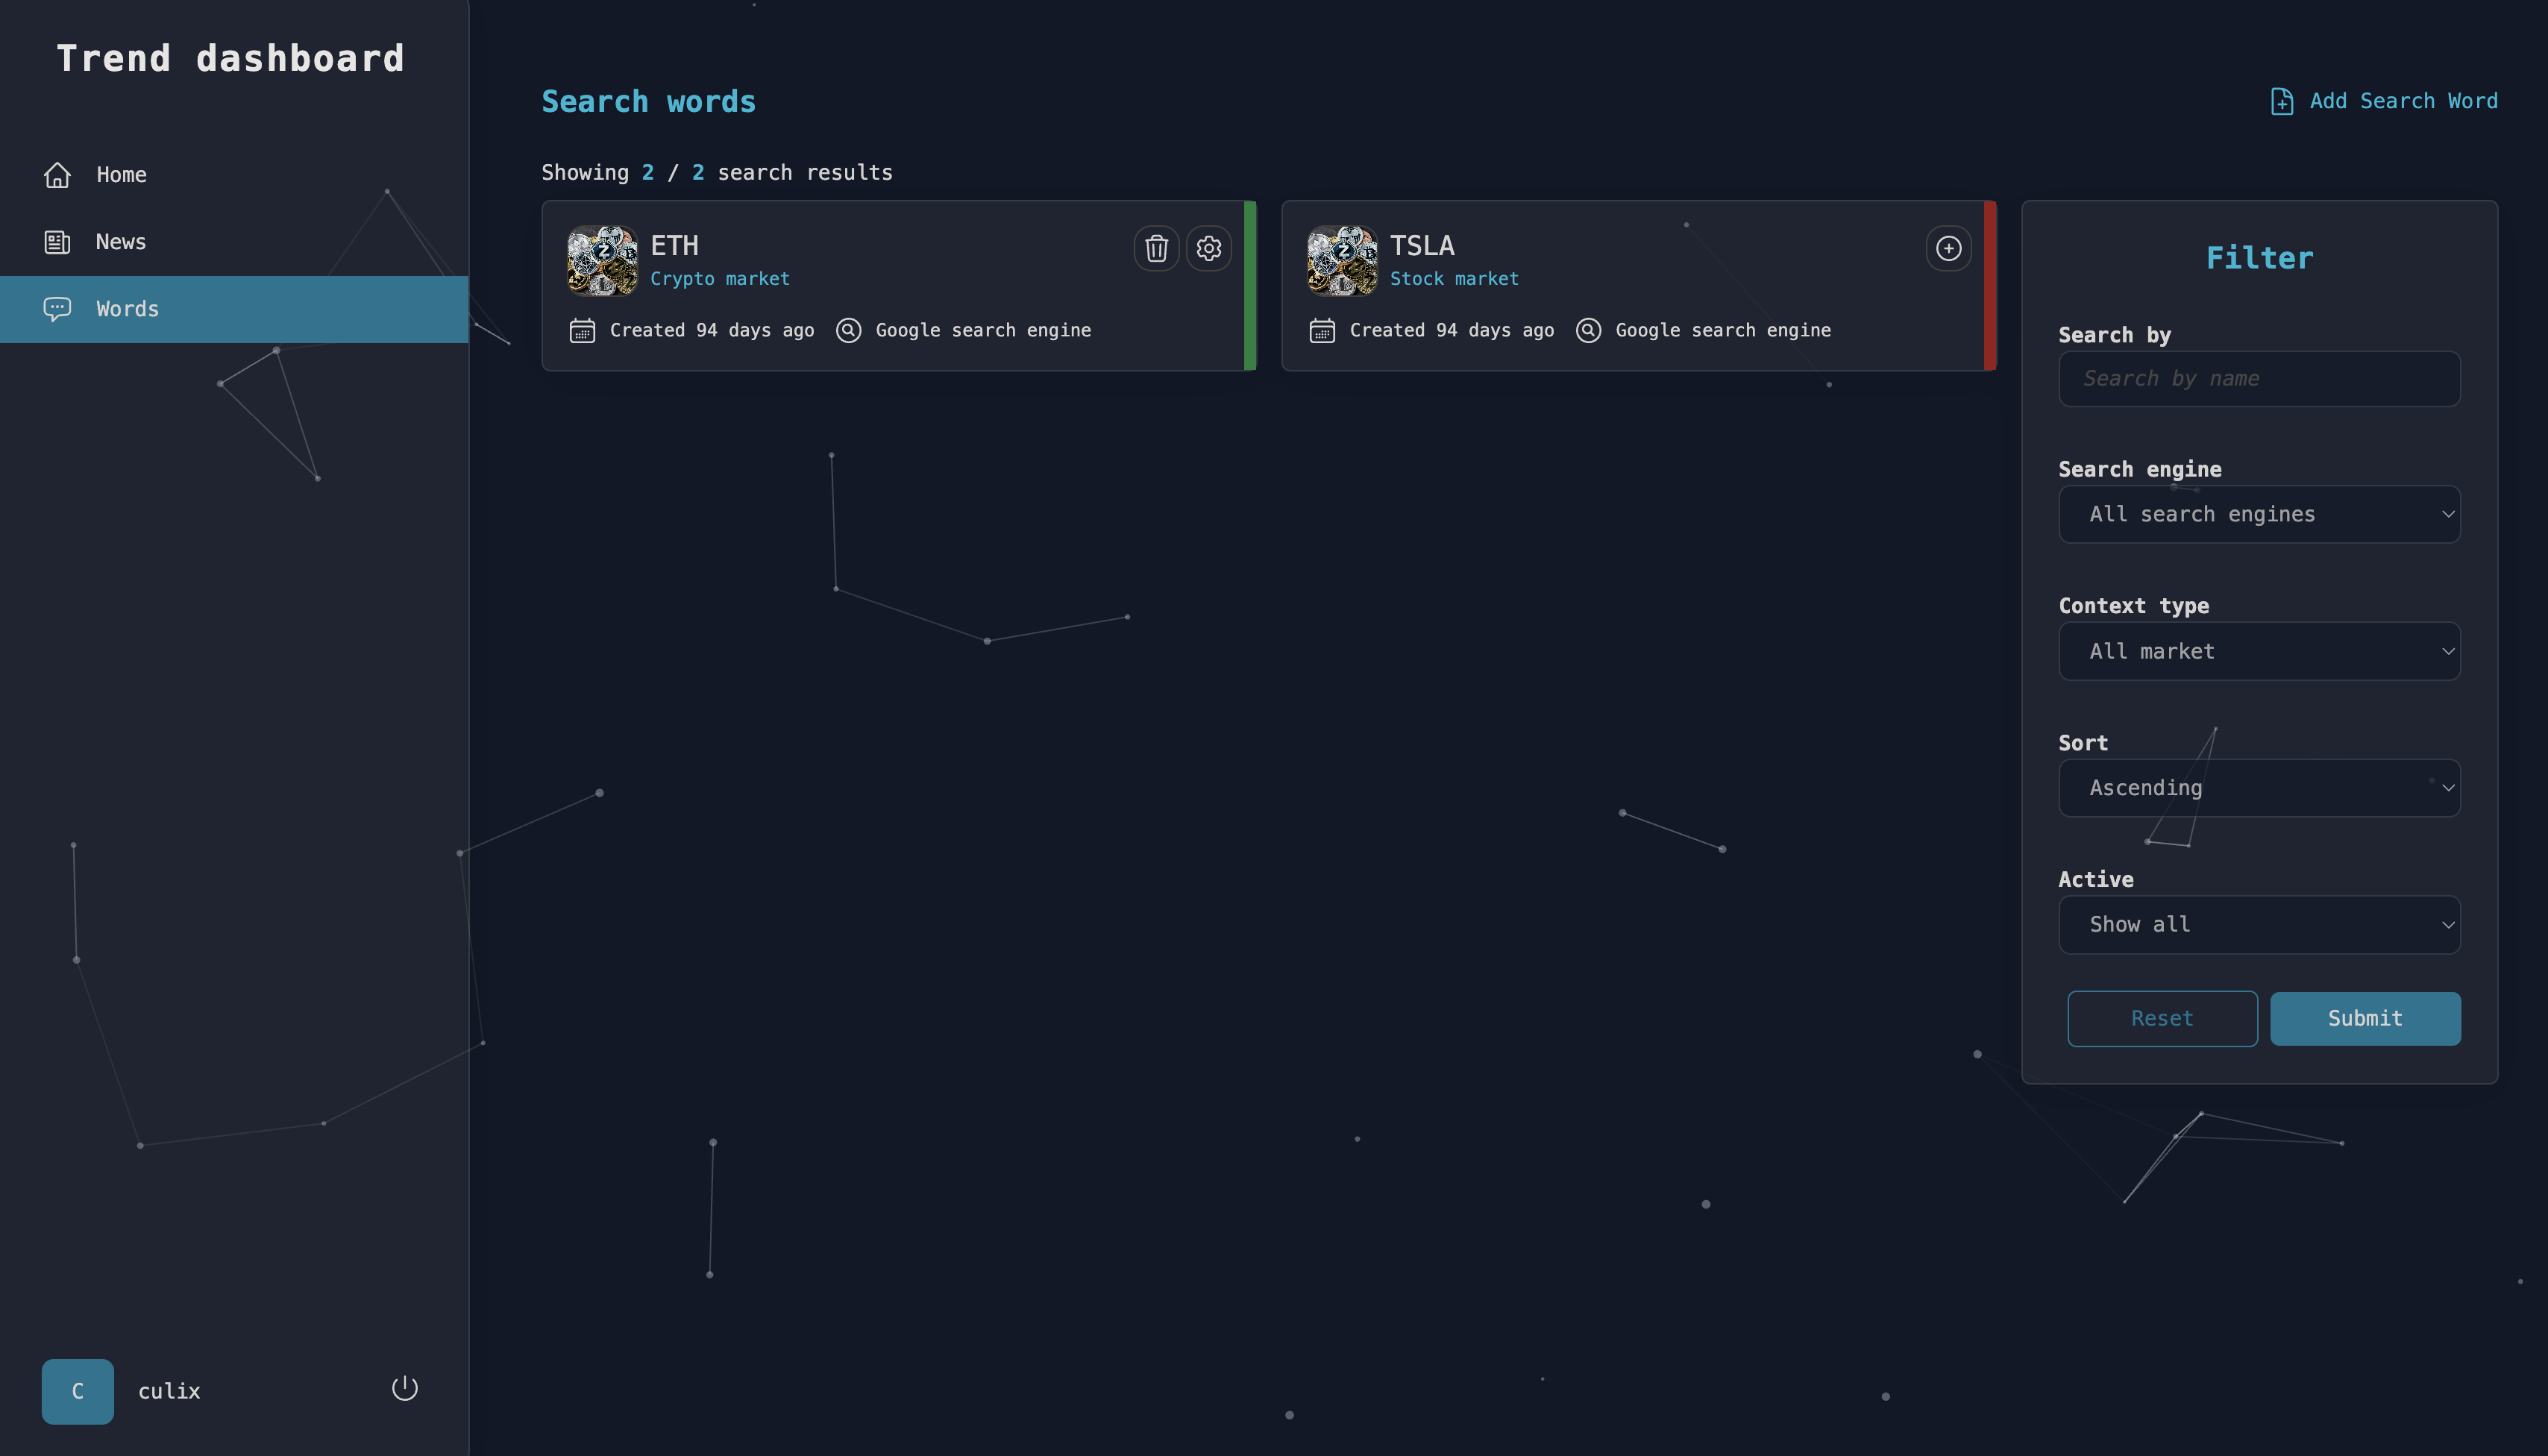 Trend dashboard
Home
News
Words
C
culix
Search words
Add Search Word
Showing 2 / 2 search results
ETH
Crypto market
Created 94 days ago
Google search engine
TSLA
Stock market
Created 94 days ago
Google search engine
Filter
Search by
Search by name
Search engine
All search engines
Context type
All market
Sort
Ascending
Active
Show all
Reset
Submit